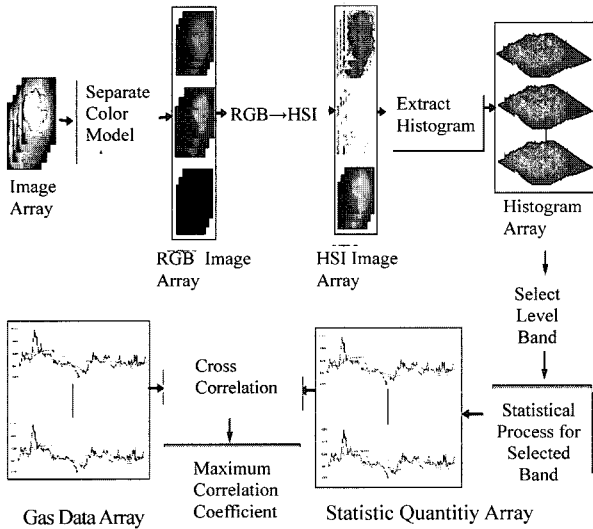 Image
Array
Separate
Color
Model
RGB Image
Array
RGB→HSI
HSI Image
Array
Extract
Histogram
Histogram
Array
Select
Level
Band
Statistical
Process for
Selected
Band
Statistic Quantitiy Array
Cross
Correlation
Maximum
Correlation
Coefficient
Gas Data Array